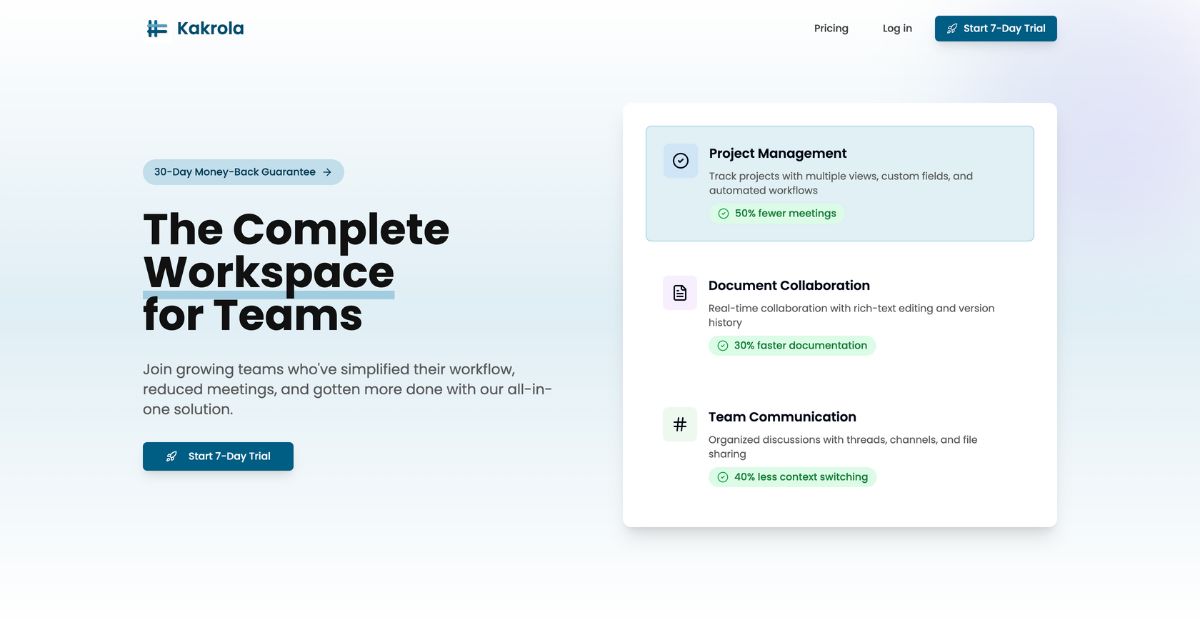 Kakrola
Pricing
Log in
Start 7-Day Trial
30-Day Money-Back Guarantee →
The Complete
Workspace
for Teams
Join growing teams who've simplified their workflow,
reduced meetings, and gotten more done with our all-in-
one solution.
Start 7-Day Trial
Project Management
Track projects with multiple views, custom fields, and
automated workflows
50% fewer meetings
Document Collaboration
Real-time collaboration with rich-text editing and version
history
30% faster documentation
Team Communication
Organized discussions with threads, channels, and file
sharing
40% less context switching